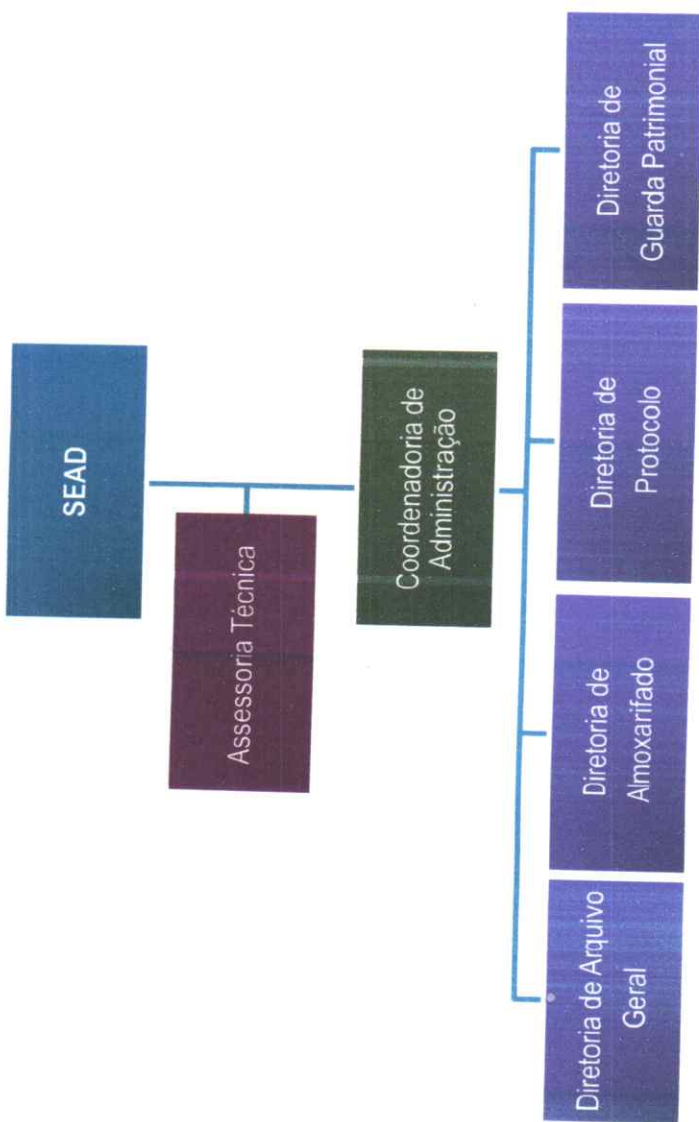 SEAD
Assessoria Técnica
Coordenadoria de
Administração
Diretoria de Arquivo
Geral
Diretoria de
Almoxarifado
Diretoria de
Protocolo
Diretoria de
Guarda Patrimonial